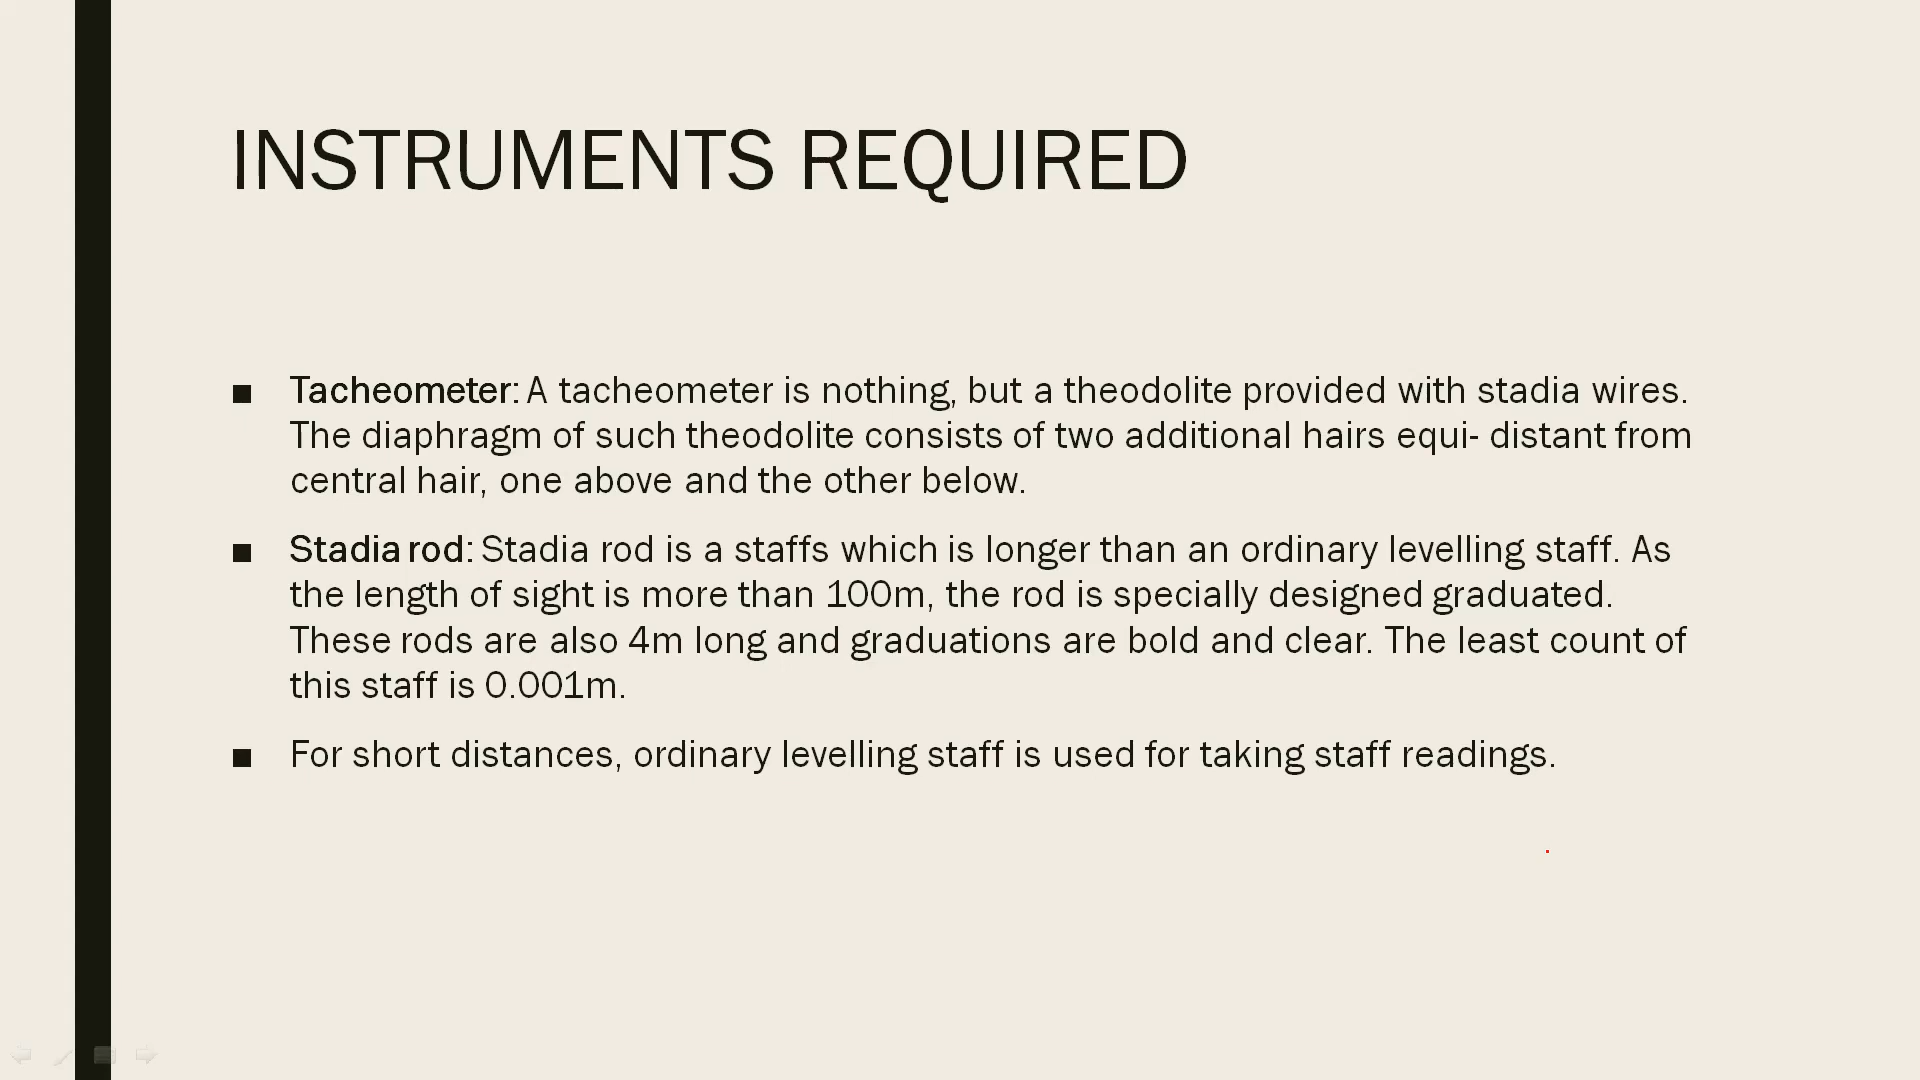 INSTRUMENTS REQUIRED
■ Tacheometer: A tacheometer is nothing, but a theodolite provided with stadia wires.
The diaphragm of such theodolite consists of two additional hairs equi- distant from
central hair, one above and the other below.
■ Stadia rod: Stadia rod is a staffs which is longer than an ordinary levelling staff. As
the length of sight is more than 100m, the rod is specially designed graduated.
These rods are also 4m long and graduations are bold and clear. The least count of
this staff is 0.001m.
■ For short distances, ordinary levelling staff is used for taking staff readings.